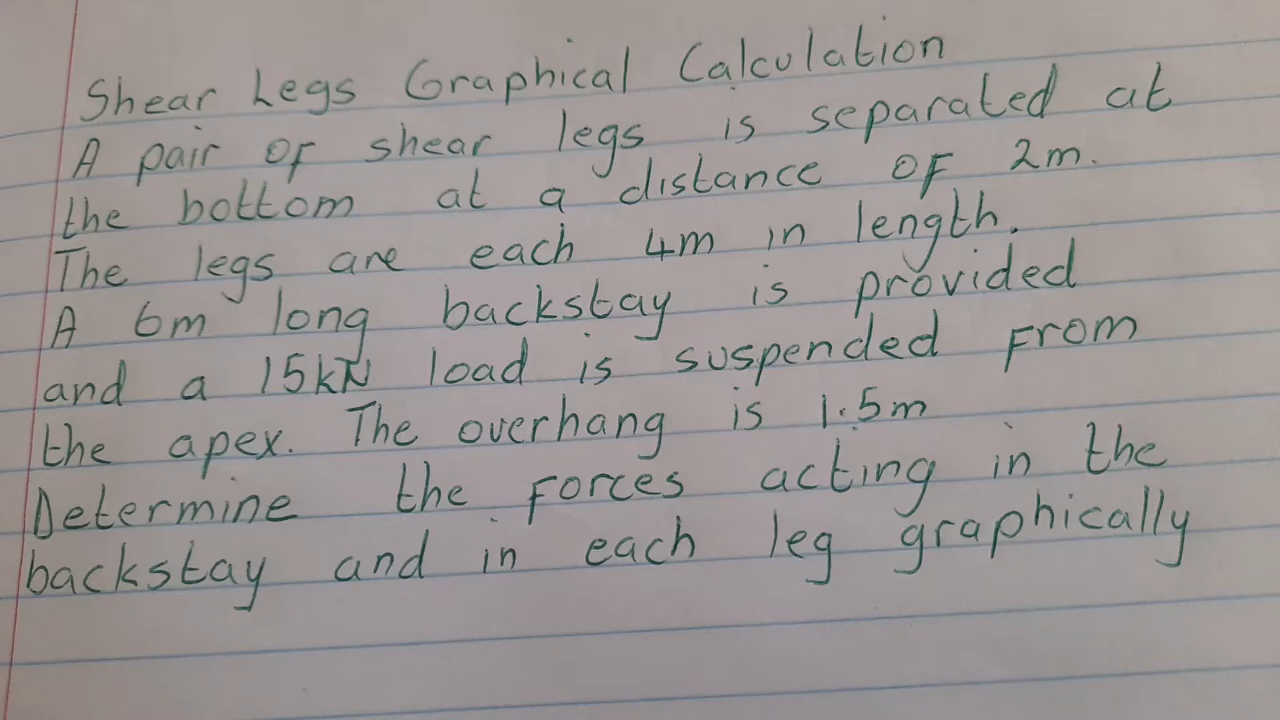 Shear Legs Graphical Calculation
A pair of shear legs is separated at
the bottom at a distance of 2m.
The legs are each 4m in length.
A 6m long backstay is provided
and a 15kN load is suspended from
the apex. The overhang is 1.5m
Determine the forces acting in the
backstay and in each leg graphically